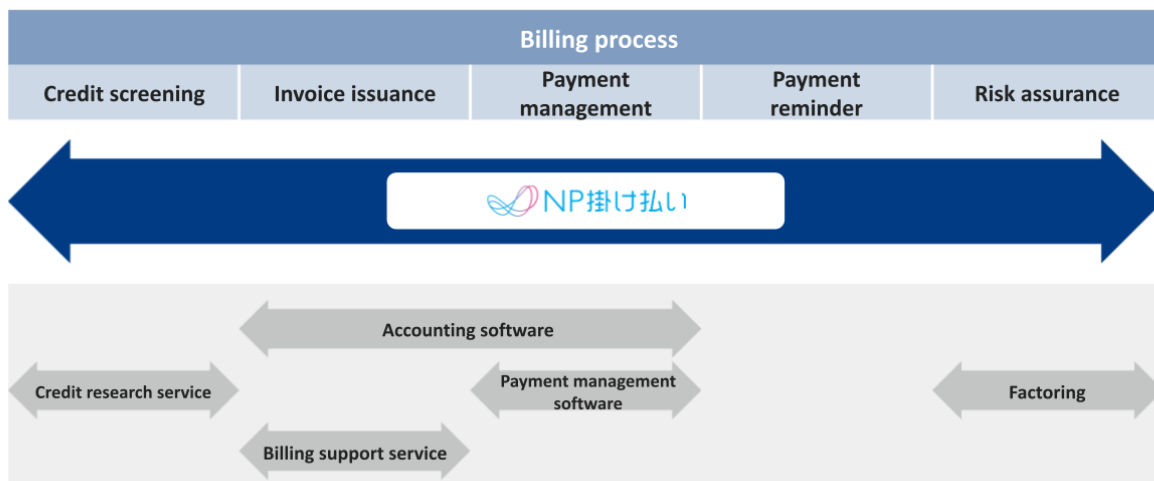 Billing process
Credit screening
Invoice issuance
Payment
management
Payment
reminder
Risk assurance
NP掛け払い
Accounting software
Credit research service
Payment management
software
Factoring
Billing support service